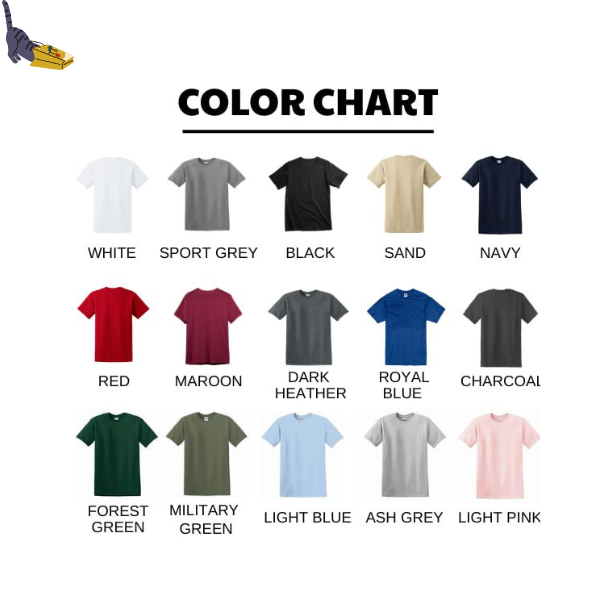 COLOR CHART
WHITE
SPORT GREY
BLACK
SAND
NAVY
RED
MAROON
DARK
HEATHER
ROYAL
BLUE
CHARCOAL
FOREST
GREEN
MILITARY
GREEN
LIGHT BLUE
ASH GREY
LIGHT PINK